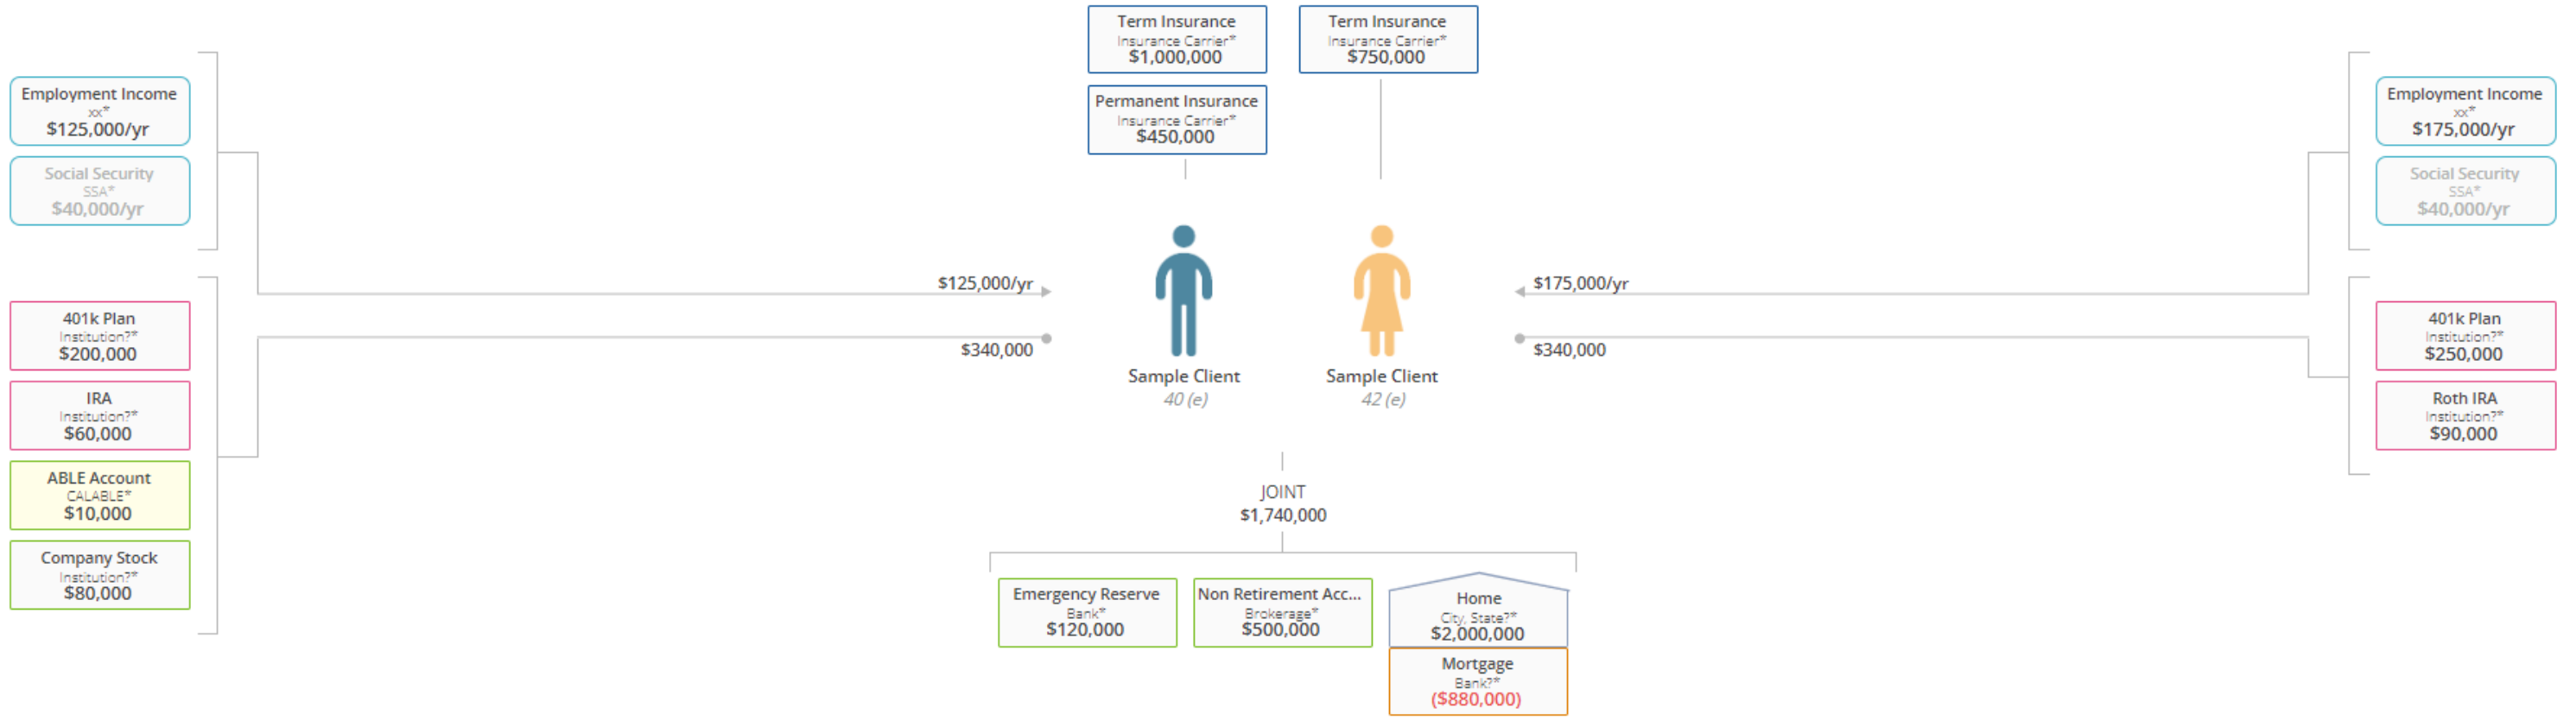 Term Insurance
Insurance Carrier*
$1,000,000
Term Insurance
Insurance Carrier*
$750,000
Permanent Insurance
Insurance Carrier*
$450,000
Employment Income
xx*
$125,000/yr
Social Security
SSA*
$40,000/yr
Employment Income
xx*
$175,000/yr
Social Security
SSA*
$40,000/yr
$125,000/yr
$340,000
$175,000/yr
$340,000
Sample Client
40 (e)
Sample Client
42 (e)
401k Plan
Institution?*
$200,000
IRA
Institution?*
$60,000
ABLE Account
CALABLE*
$10,000
Company Stock
Institution?*
$80,000
401k Plan
Institution?*
$250,000
Roth IRA
Institution?*
$90,000
JOINT
$1,740,000
Emergency Reserve
Bank*
$120,000
Non Retirement Acc...
Brokerage*
$500,000
Home
City, State?*
$2,000,000
Mortgage
Bank?*
($880,000)